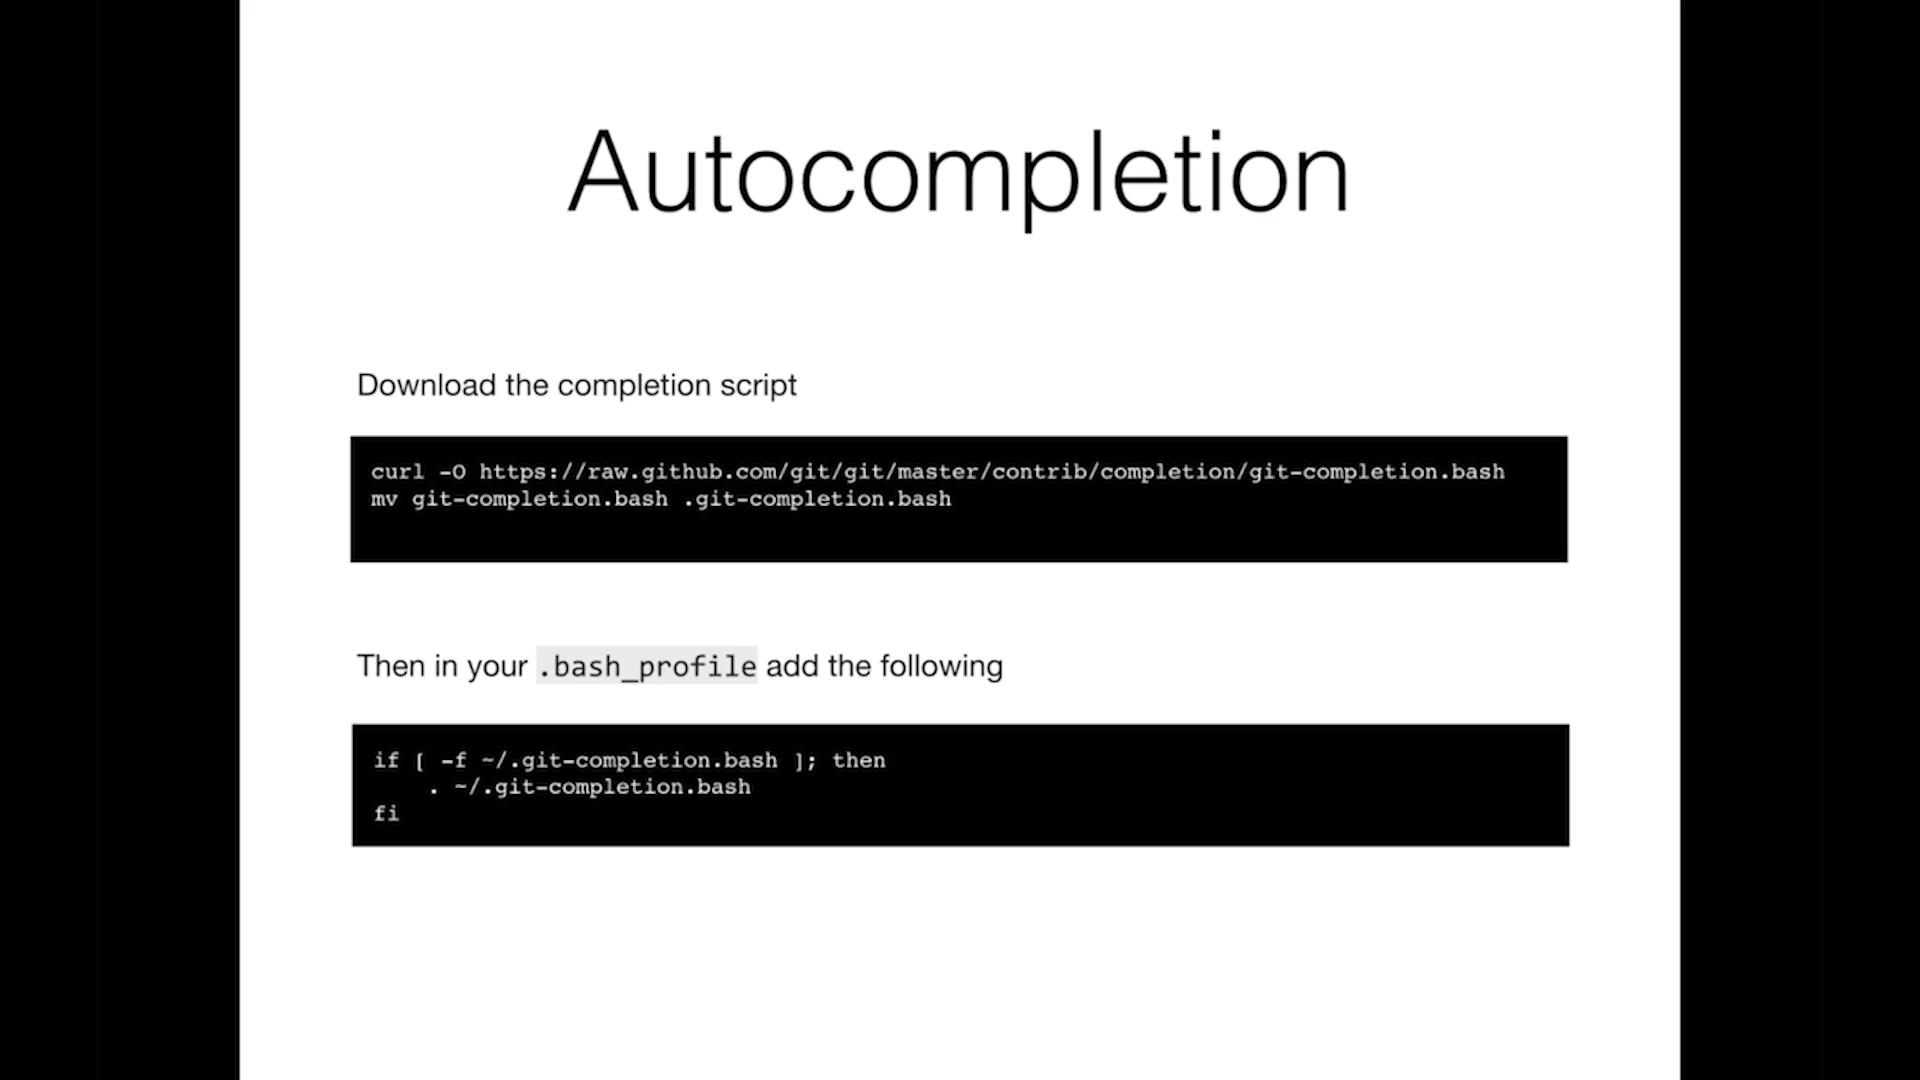 Autocompletion
Download the completion script
curl -O https://raw.github.com/git/git/master/contrib/completion/git-completion.bash
mv git-completion.bash .git-completion.bash
Then in your .bash_profile add the following
if [ -f ~/.git-completion.bash ]; then
    . ~/.git-completion.bash
fi